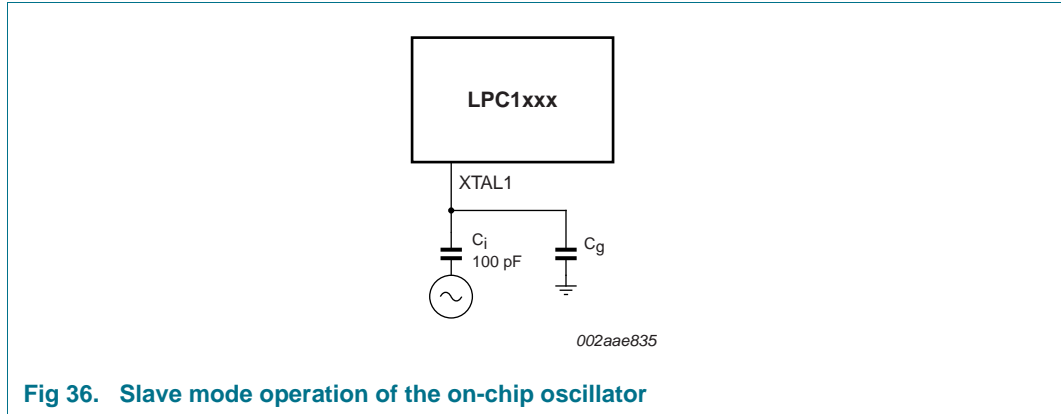 LPC1xxx
XTAL1
Ci
100 pF
Cg
002aae835
Fig 36. Slave mode operation of the on-chip oscillator